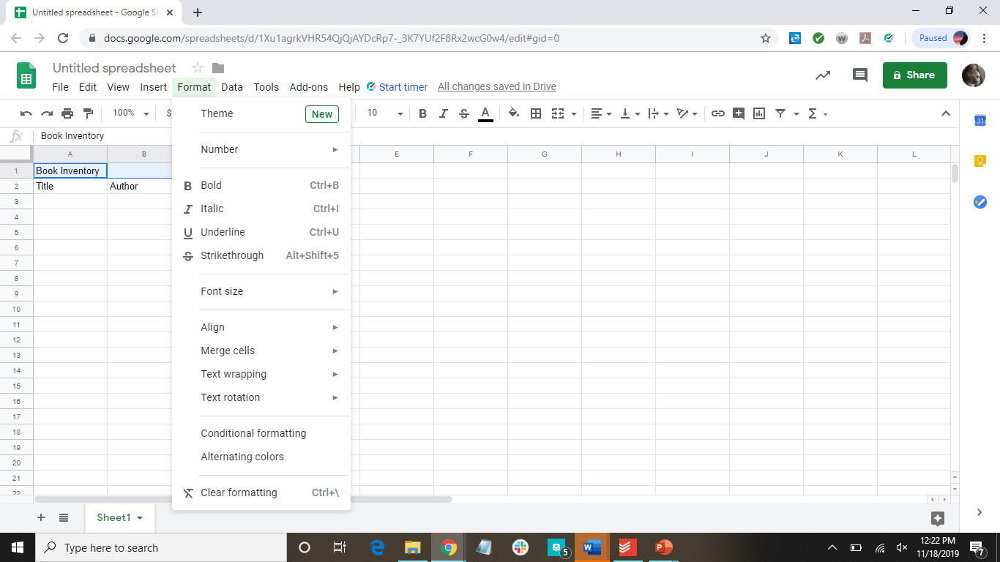 Untitled spreadsheet - Google Sh
docs.google.com/spreadsheets/d/1Xu1agrkVHR54QjQjAYDcRp7-_3K7YUf2F8Rx2wcG0w4/edit#gid=0
W
Paused
Untitled spreadsheet
Share
File Edit View Insert Format Data Tools Add-ons Help Start timer All changes saved in Drive
100% $ 10 B I S A Σ
31
fx Book Inventory
A B E F G H I J K L
1 Book Inventory
2 Title Author
3
4
5
6
7
8
9
10
11
12
13
14
15
16
17
18
19
20
21
22
Theme New
Number
B Bold Ctrl+B
I Italic Ctrl+I
U Underline Ctrl+U
S Strikethrough Alt+Shift+5
Font size
Align
Merge cells
Text wrapping
Text rotation
Conditional formatting
Alternating colors
Clear formatting Ctrl+\
+ Sheet1
Type here to search
5
12:22 PM
11/18/2019
7